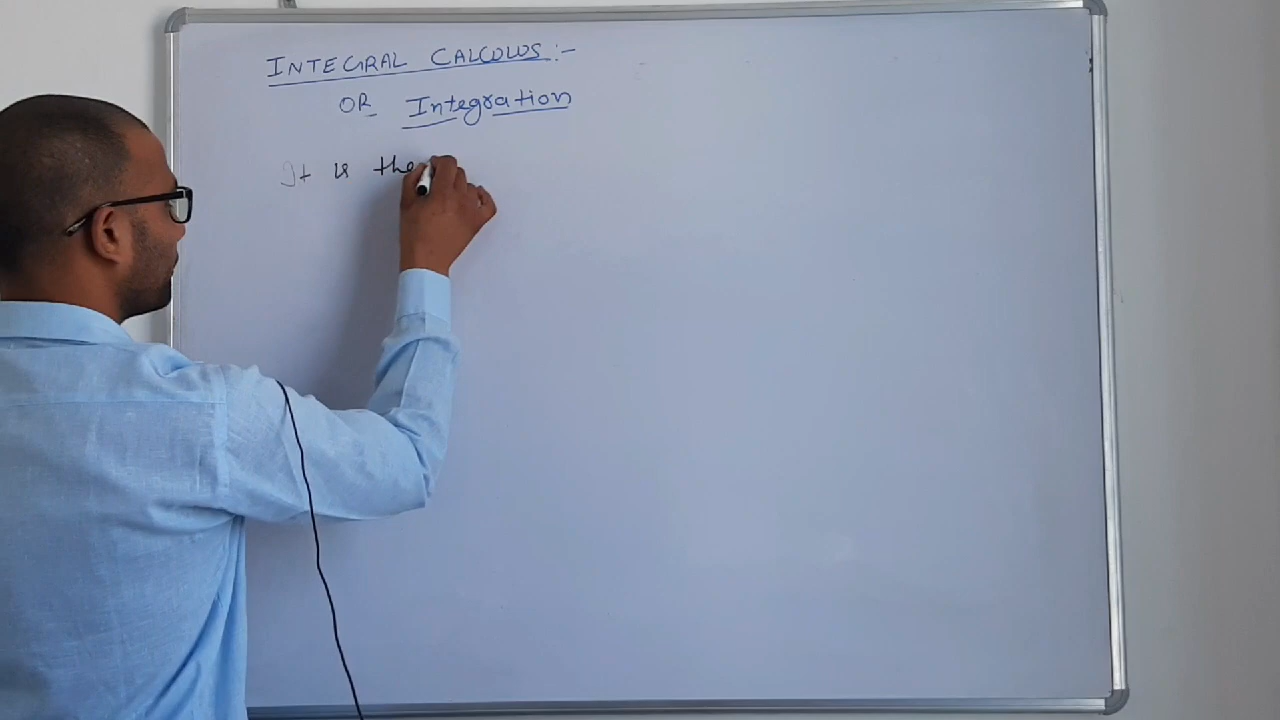 INTEGRAL CALCULUS :-
OR Integration
It is the